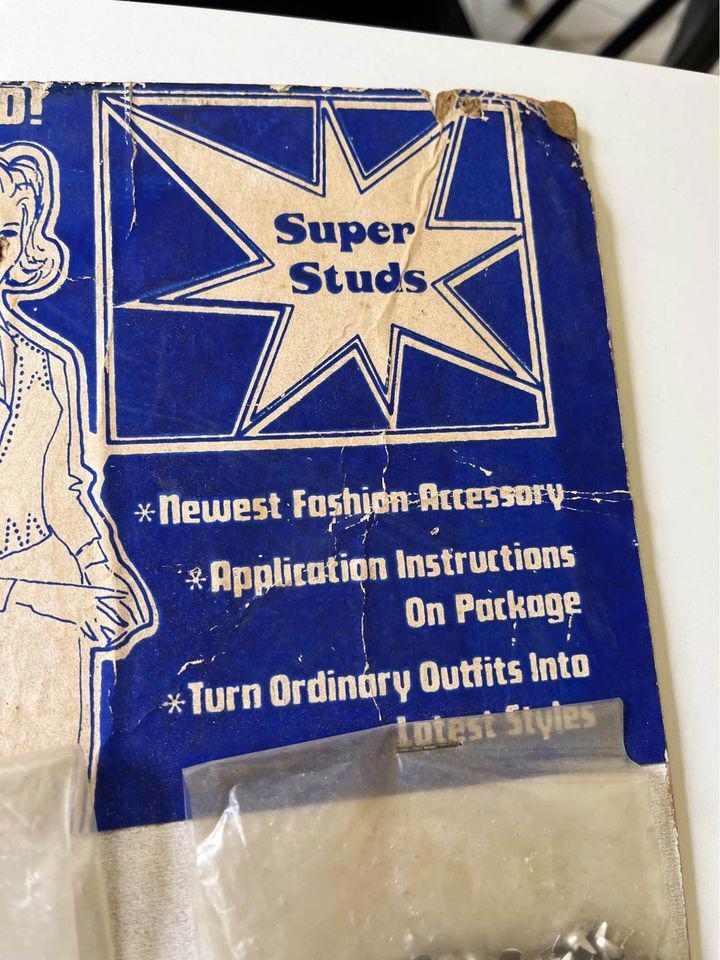 O!
Super
Studs
*Newest Fashion Accessory
*Application Instructions
On Package
*Turn Ordinary Outfits Into
Latest Styles